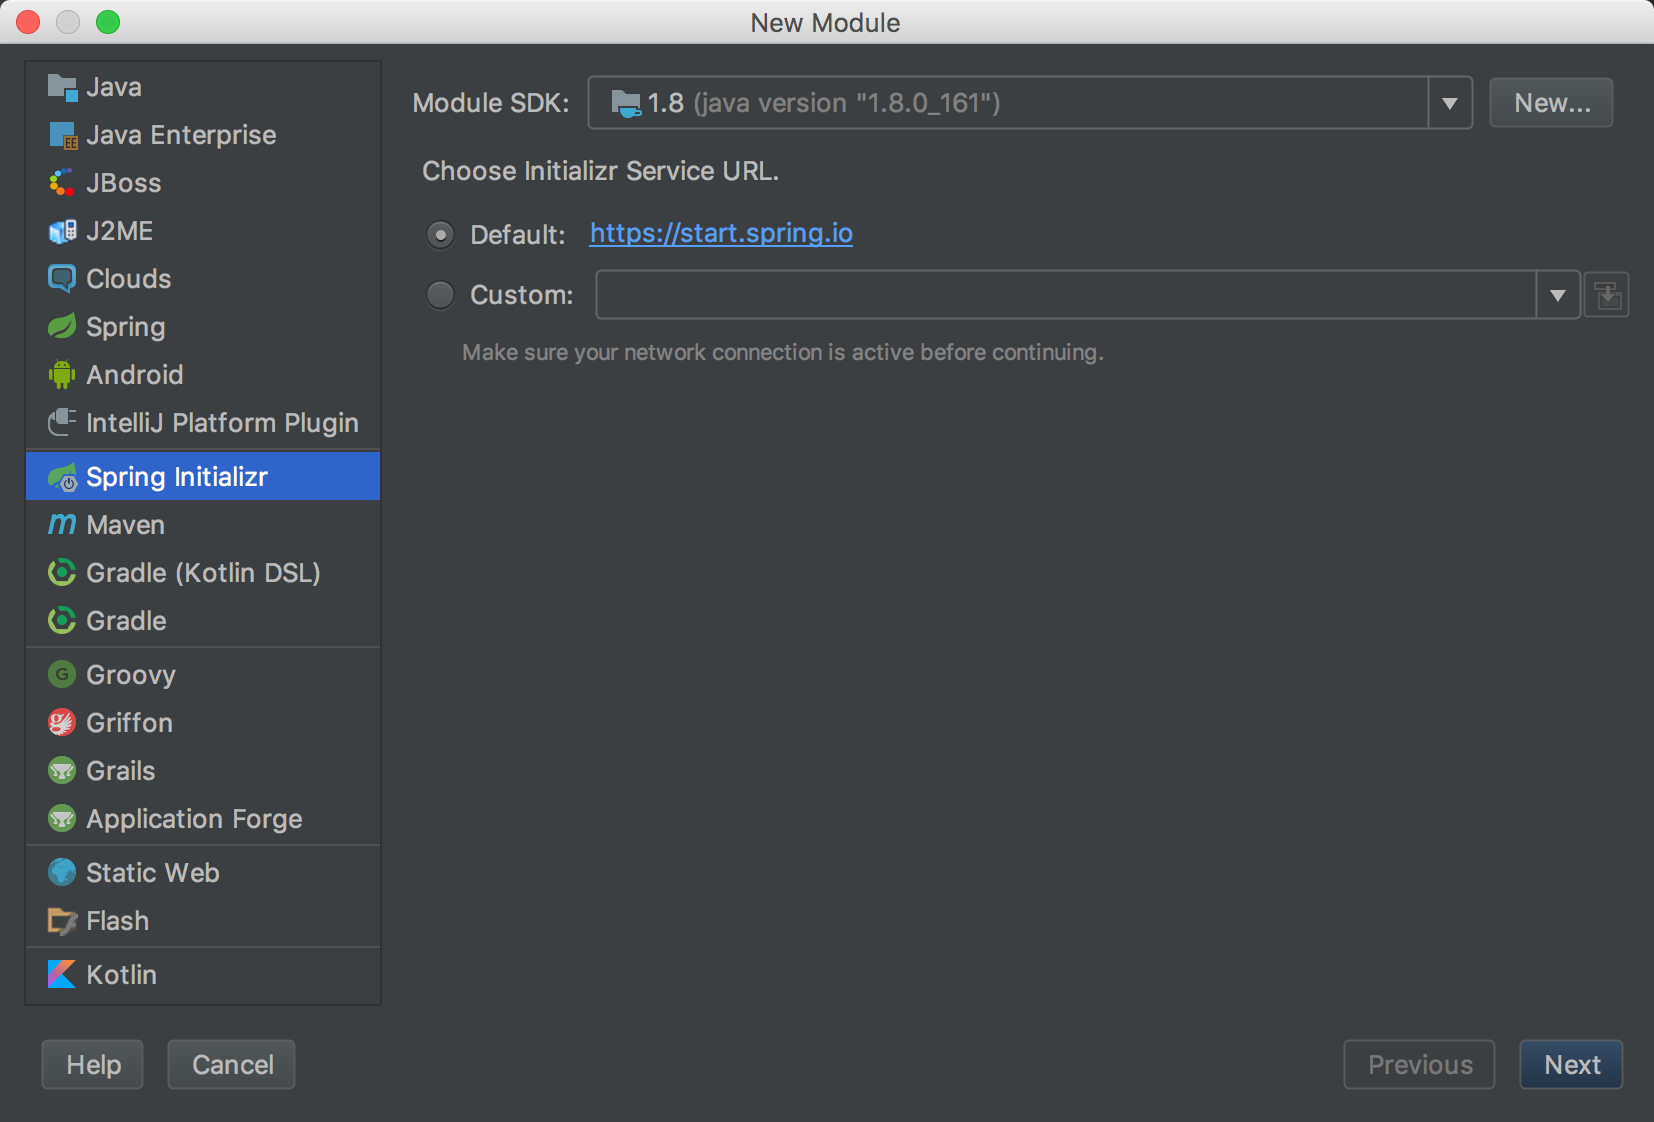 New Module
Java
Java Enterprise
JBoss
J2ME
Clouds
Spring
Android
IntelliJ Platform Plugin
Spring Initializr
Maven
Gradle (Kotlin DSL)
Gradle
Groovy
Griffon
Grails
Application Forge
Static Web
Flash
Kotlin
Module SDK: 1.8 (java version "1.8.0_161") New...
Choose Initializr Service URL.
Default: https://start.spring.io
Custom:
Make sure your network connection is active before continuing.
Help Cancel Previous Next